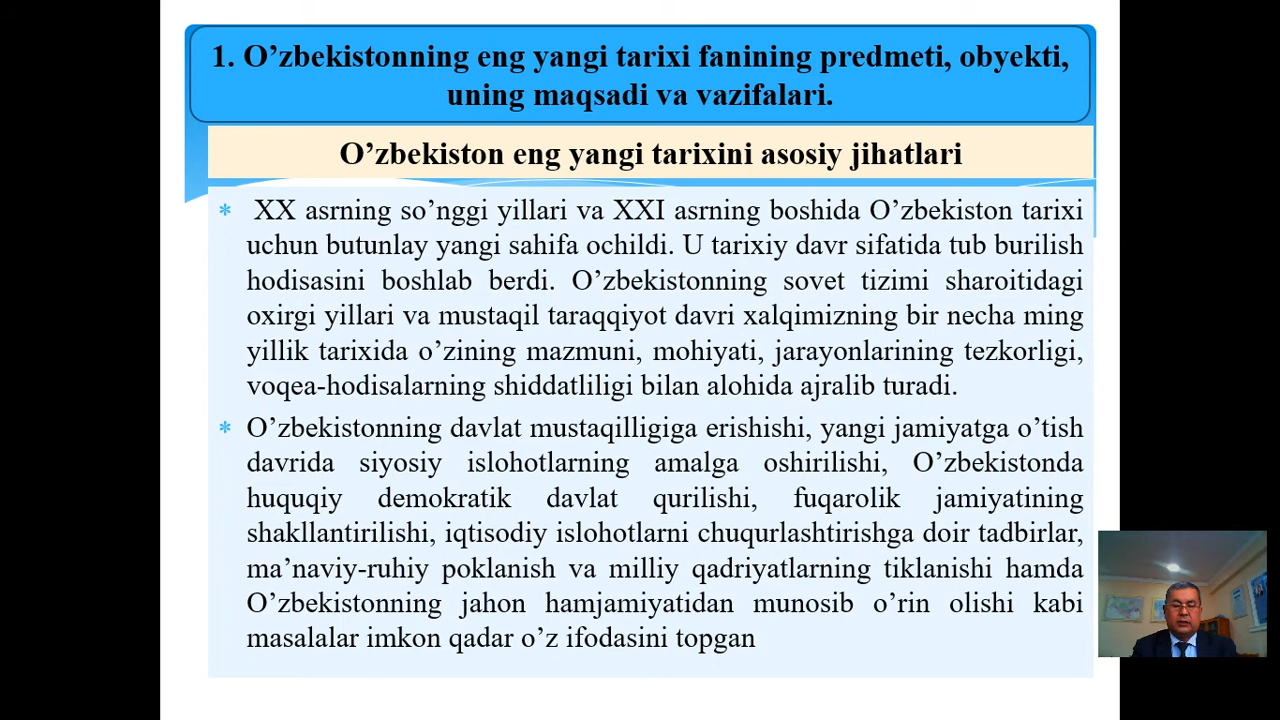 1. O’zbekistonning eng yangi tarixi fanining predmeti, obyekti,
uning maqsadi va vazifalari.
O’zbekiston eng yangi tarixini asosiy jihatlari
* XX asrning so’nggi yillari va XXI asrning boshida O’zbekiston tarixi
uchun butunlay yangi sahifa ochildi. U tarixiy davr sifatida tub burilish
hodisasini boshlab berdi. O’zbekistonning sovet tizimi sharoitidagi
oxirgi yillari va mustaqil taraqqiyot davri xalqimizning bir necha ming
yillik tarixida o’zining mazmuni, mohiyati, jarayonlarining tezkorligi,
voqea-hodisalarning shiddatliligi bilan alohida ajralib turadi.
* O’zbekistonning davlat mustaqilligiga erishishi, yangi jamiyatga o’tish
davrida siyosiy islohotlarning amalga oshirilishi, O’zbekistonda
huquqiy demokratik davlat qurilishi, fuqarolik jamiyatining
shakllantirilishi, iqtisodiy islohotlarni chuqurlashtirishga doir tadbirlar,
ma’naviy-ruhiy poklanish va milliy qadriyatlarning tiklanishi hamda
O’zbekistonning jahon hamjamiyatidan munosib o’rin olishi kabi
masalalar imkon qadar o’z ifodasini topgan